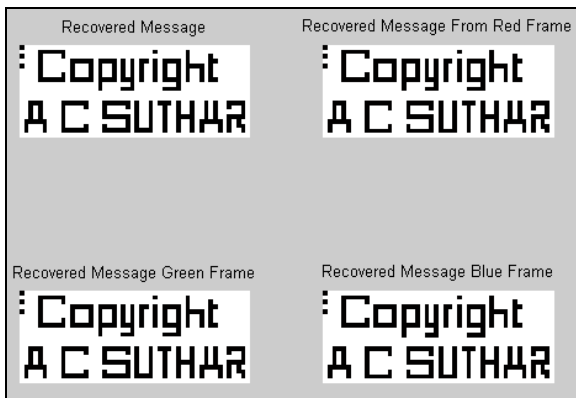 Recovered Message
Copyright
A C SUTHAR
Recovered Message From Red Frame
Copyright
A C SUTHAR
Recovered Message Green Frame
Copyright
A C SUTHAR
Recovered Message Blue Frame
Copyright
A C SUTHAR